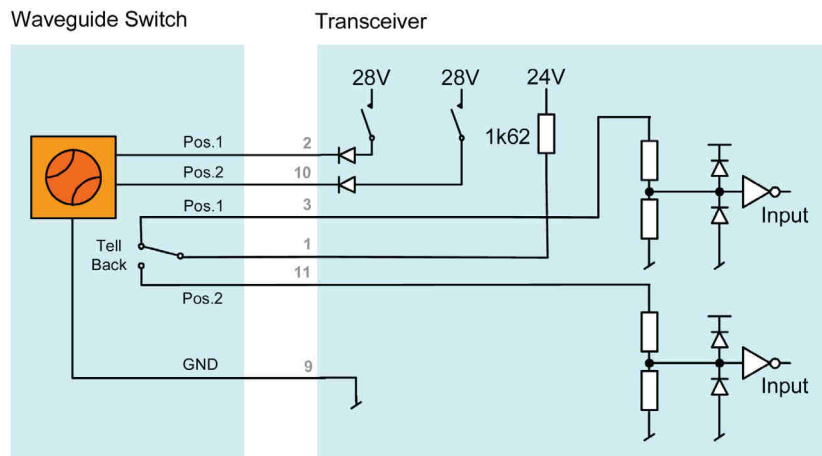 Waveguide Switch
Transceiver
28V
28V
24V
1k62
Pos.1
2
Pos.2
10
Pos.1
3
Tell
Back
1
11
Pos.2
Input
GND
9
Input